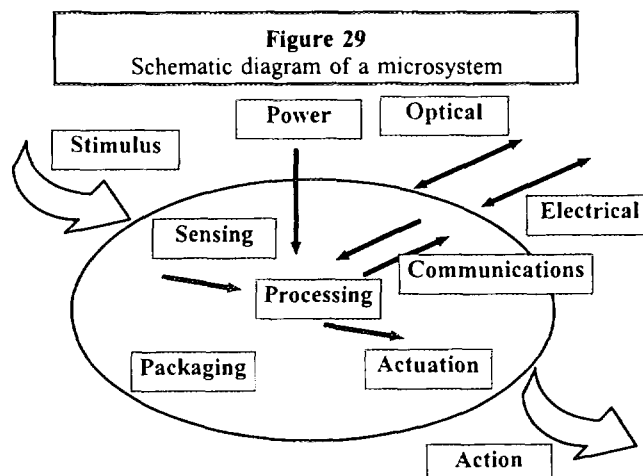 Figure 29
Schematic diagram of a microsystem
Power
Optical
Stimulus
Electrical
Sensing
Communications
Processing
Packaging
Actuation
Action